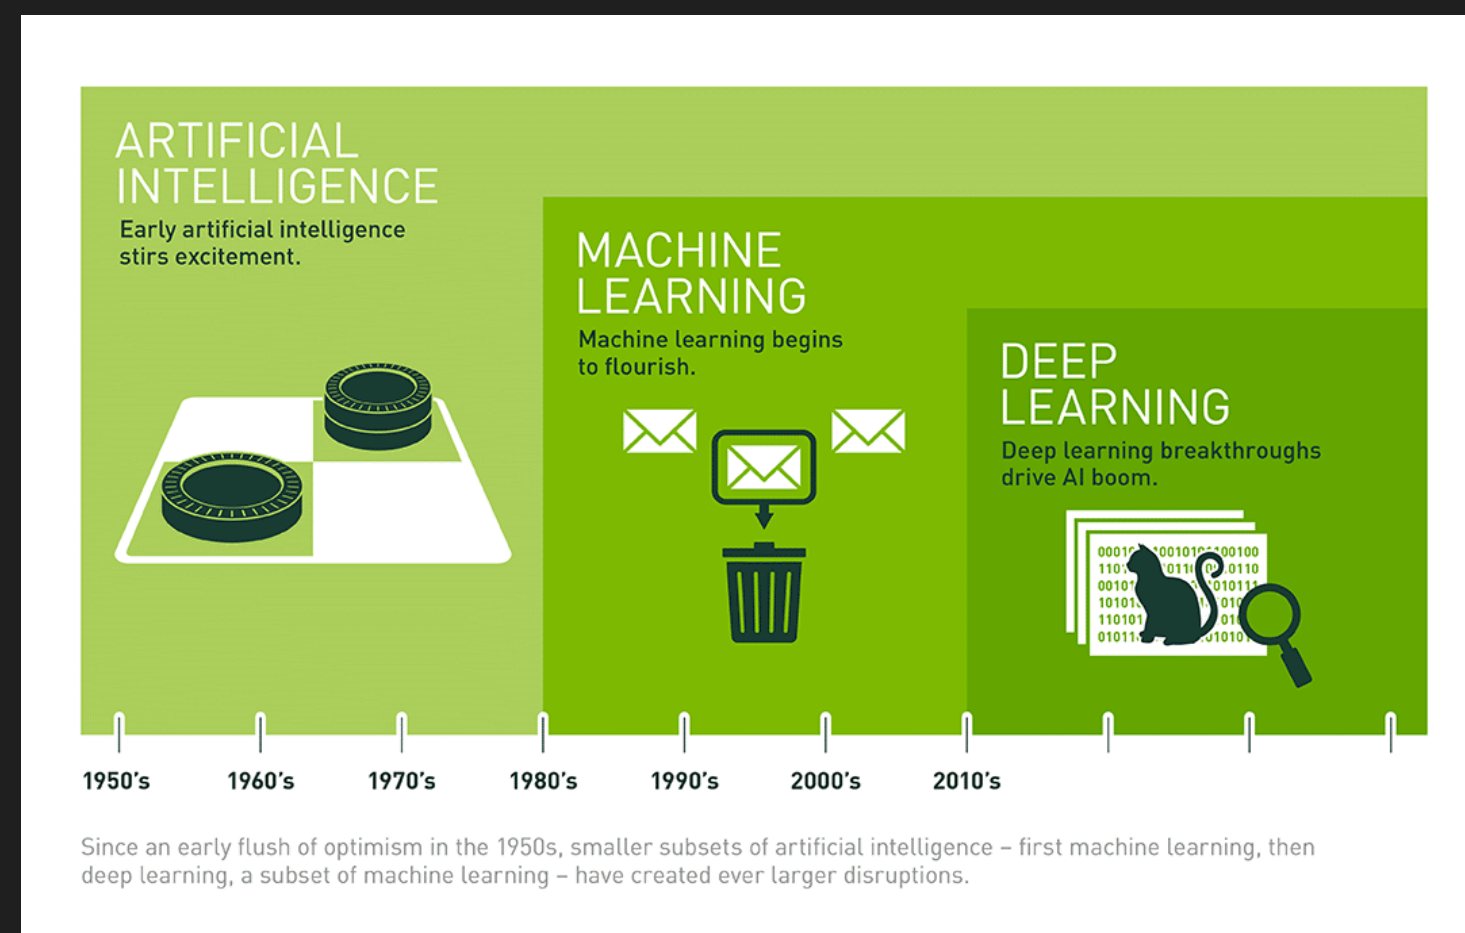 ARTIFICIAL
INTELLIGENCE
Early artificial intelligence
stirs excitement.
MACHINE
LEARNING
Machine learning begins
to flourish.
DEEP
LEARNING
Deep learning breakthroughs
drive AI boom.
1950's 1960's 1970's 1980's 1990's 2000's 2010's
Since an early flush of optimism in the 1950s, smaller subsets of artificial intelligence – first machine learning, then
deep learning, a subset of machine learning – have created ever larger disruptions.